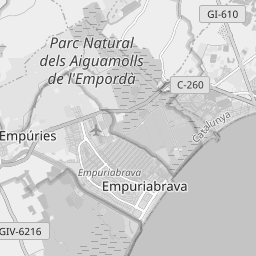 GI-610
Parc Natural
dels Aiguamolls
de l'Empordà
C-260
Catalunya
Empúries
Empuriabrava
Empuriabrava
GIV-6216